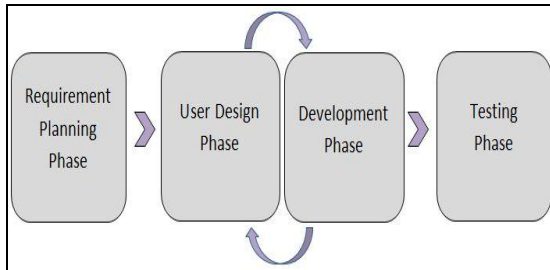 Requirement
Planning
Phase
User Design
Phase
Development
Phase
Testing
Phase